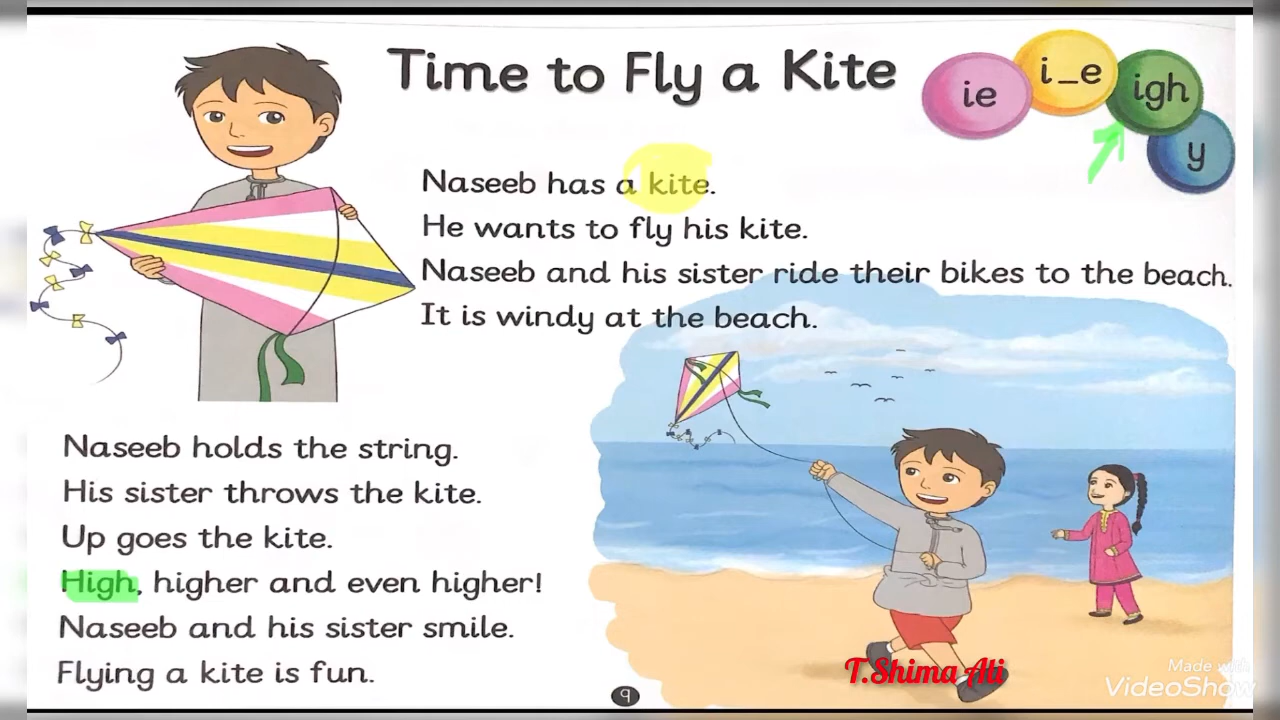 Time to Fly a Kite
ie
i_e
igh
y
Naseeb has a kite.
He wants to fly his kite.
Naseeb and his sister ride their bikes to the beach.
It is windy at the beach.
Naseeb holds the string.
His sister throws the kite.
Up goes the kite.
High, higher and even higher!
Naseeb and his sister smile.
Flying a kite is fun.
9
T.Shima Ali
Made with
VideoShow